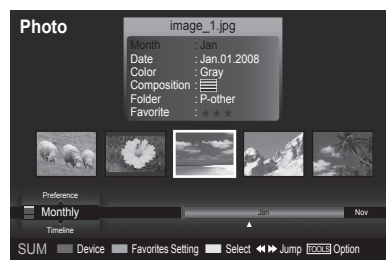 Photo
image_1.jpg
Month : Jan
Date : Jan.01.2008
Color : Gray
Composition :
Folder : P-other
Favorite : ★★★
Preference
Monthly
Timeline
Jan
Nov
SUM Device Favorites Setting Select Jump TOOLS Option